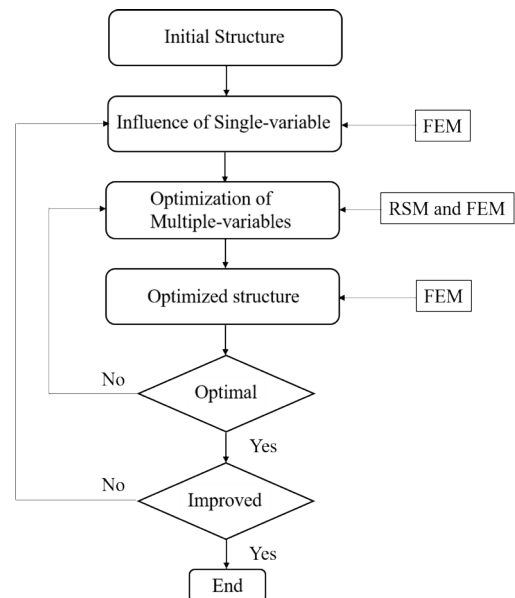 Initial Structure
Influence of Single-variable
FEM
Optimization of
Multiple-variables
RSM and FEM
Optimized structure
FEM
No
Optimal
Yes
No
Improved
Yes
End